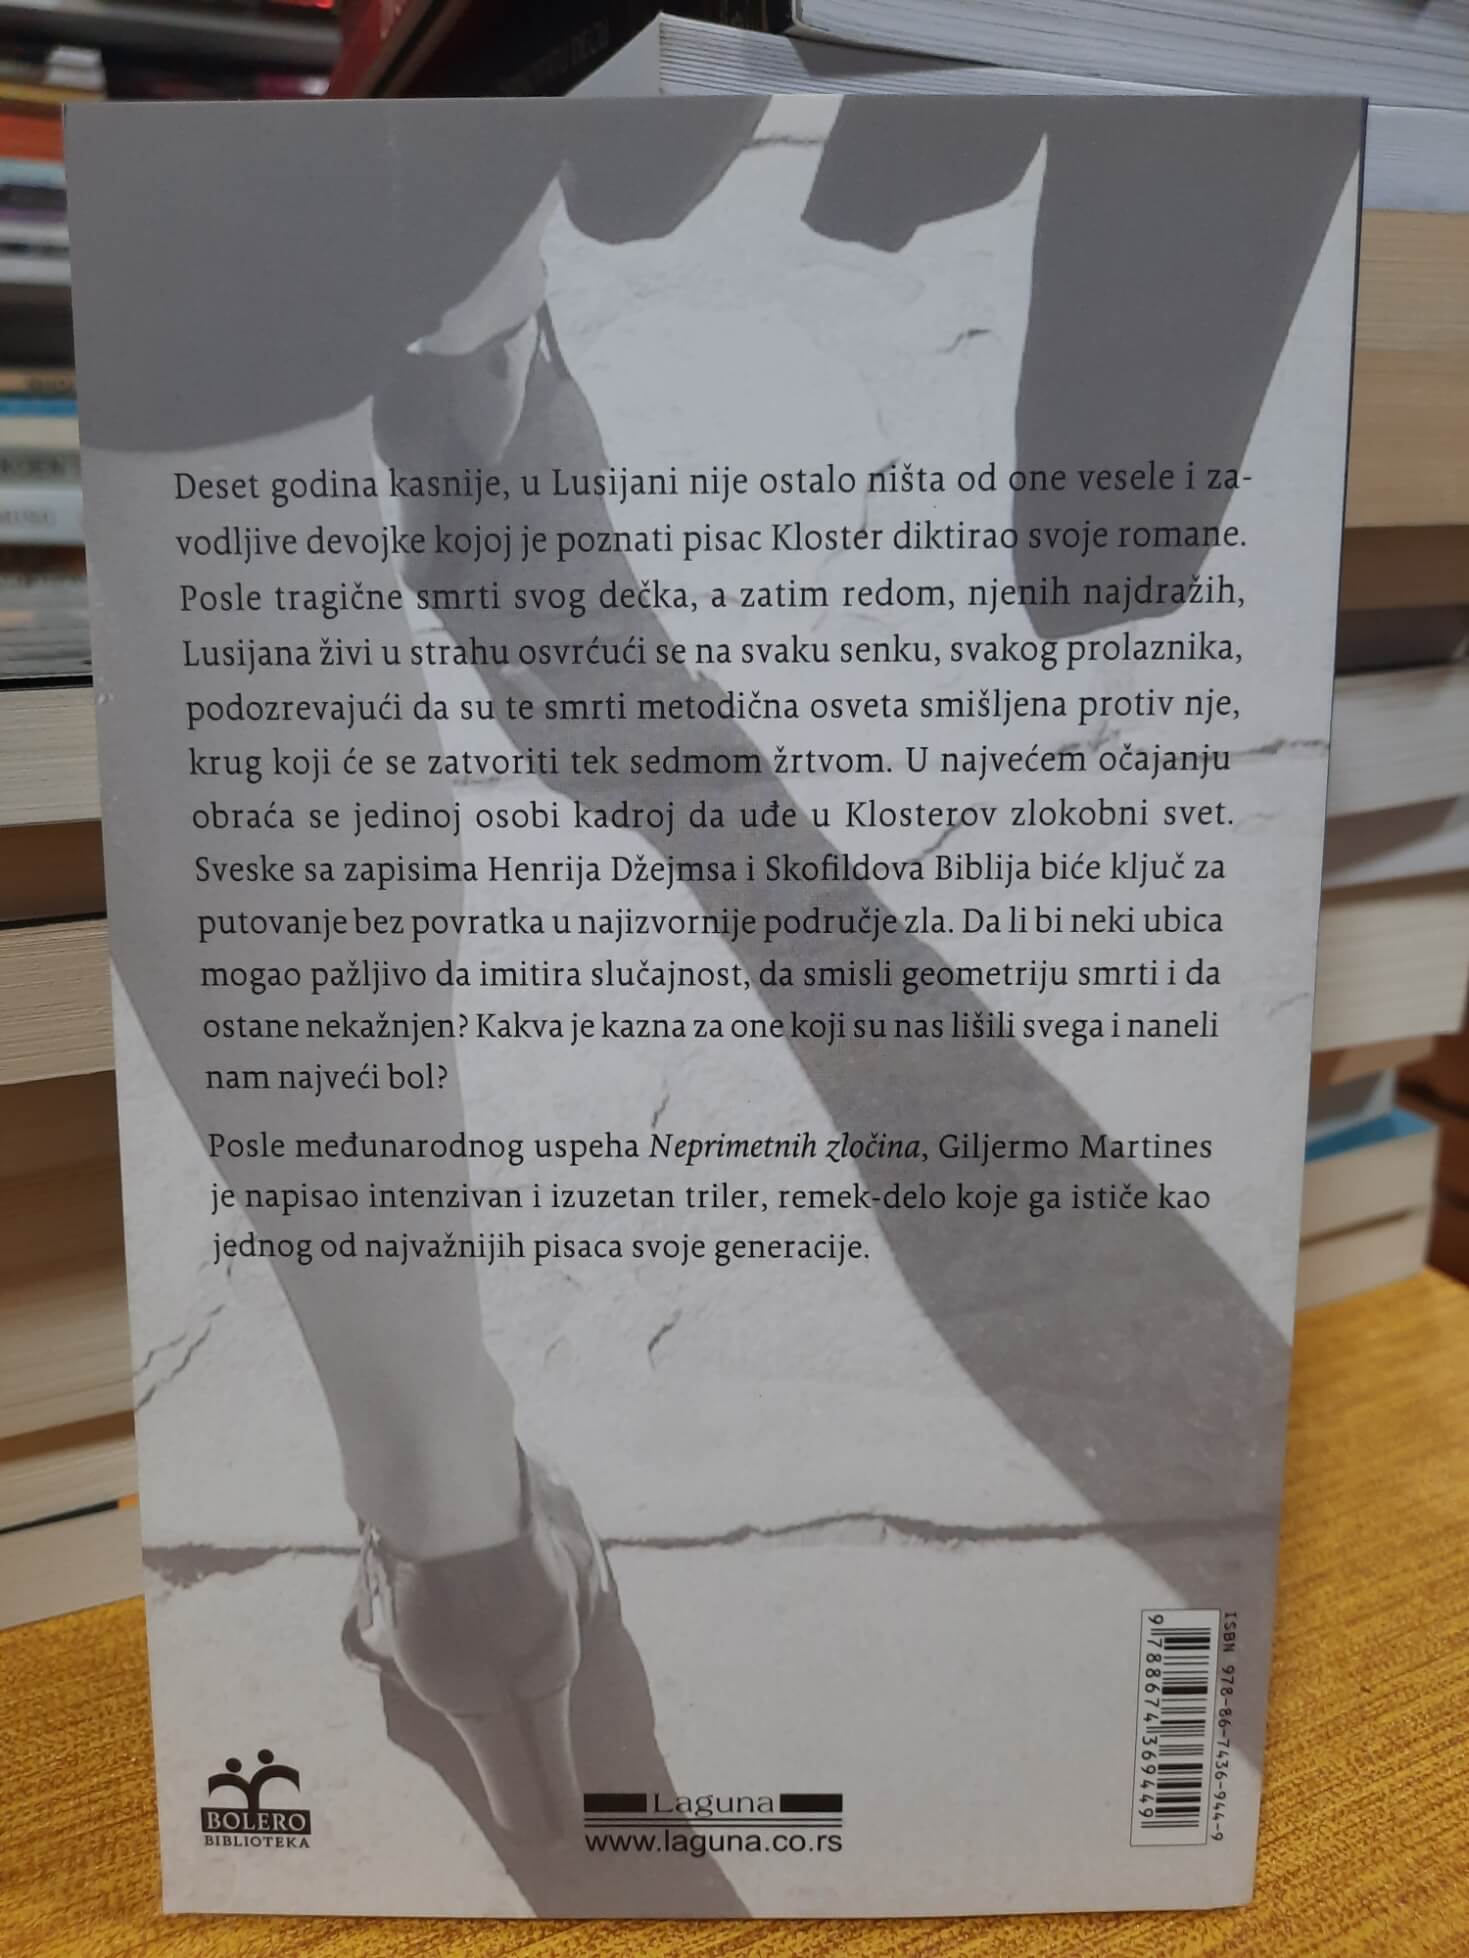 Deset godina kasnije, u Lusijani nije ostalo ništa od one vesele i za-
vodljive devojke kojoj je poznati pisac Kloster diktirao svoje romane.
Posle tragične smrti svog dečka, a zatim redom, njenih najdražih,
Lusijana živi u strahu osvrćući se na svaku senku, svakog prolaznika,
podozrevajući da su te smrti metodična osveta smišljena protiv nje,
krug koji će se zatvoriti tek sedmom žrtvom. U najvećem očajanju
obraća se jedinoj osobi kadroj da uđe u Klosterov zlokobni svet.
Sveske sa zapisima Henrija Džejmsa i Skofildova Biblija biće ključ za
putovanje bez povratka u najizvornije područje zla. Da li bi neki ubica
mogao pažljivo da imitira slučajnost, da smisli geometriju smrti i da
ostane nekažnjen? Kakva je kazna za one koji su nas lišili svega i naneli
nam najveći bol?
Posle međunarodnog uspeha Neprimetnih zločina, Giljermo Martines
je napisao intenzivan i izuzetan triler, remek-delo koje ga ističe kao
jednog od najvažnijih pisaca svoje generacije.
BOLERO
BIBLIOTEKA
Laguna
www.laguna.co.rs
ISBN 978-86-7436-944-9
9788674369449